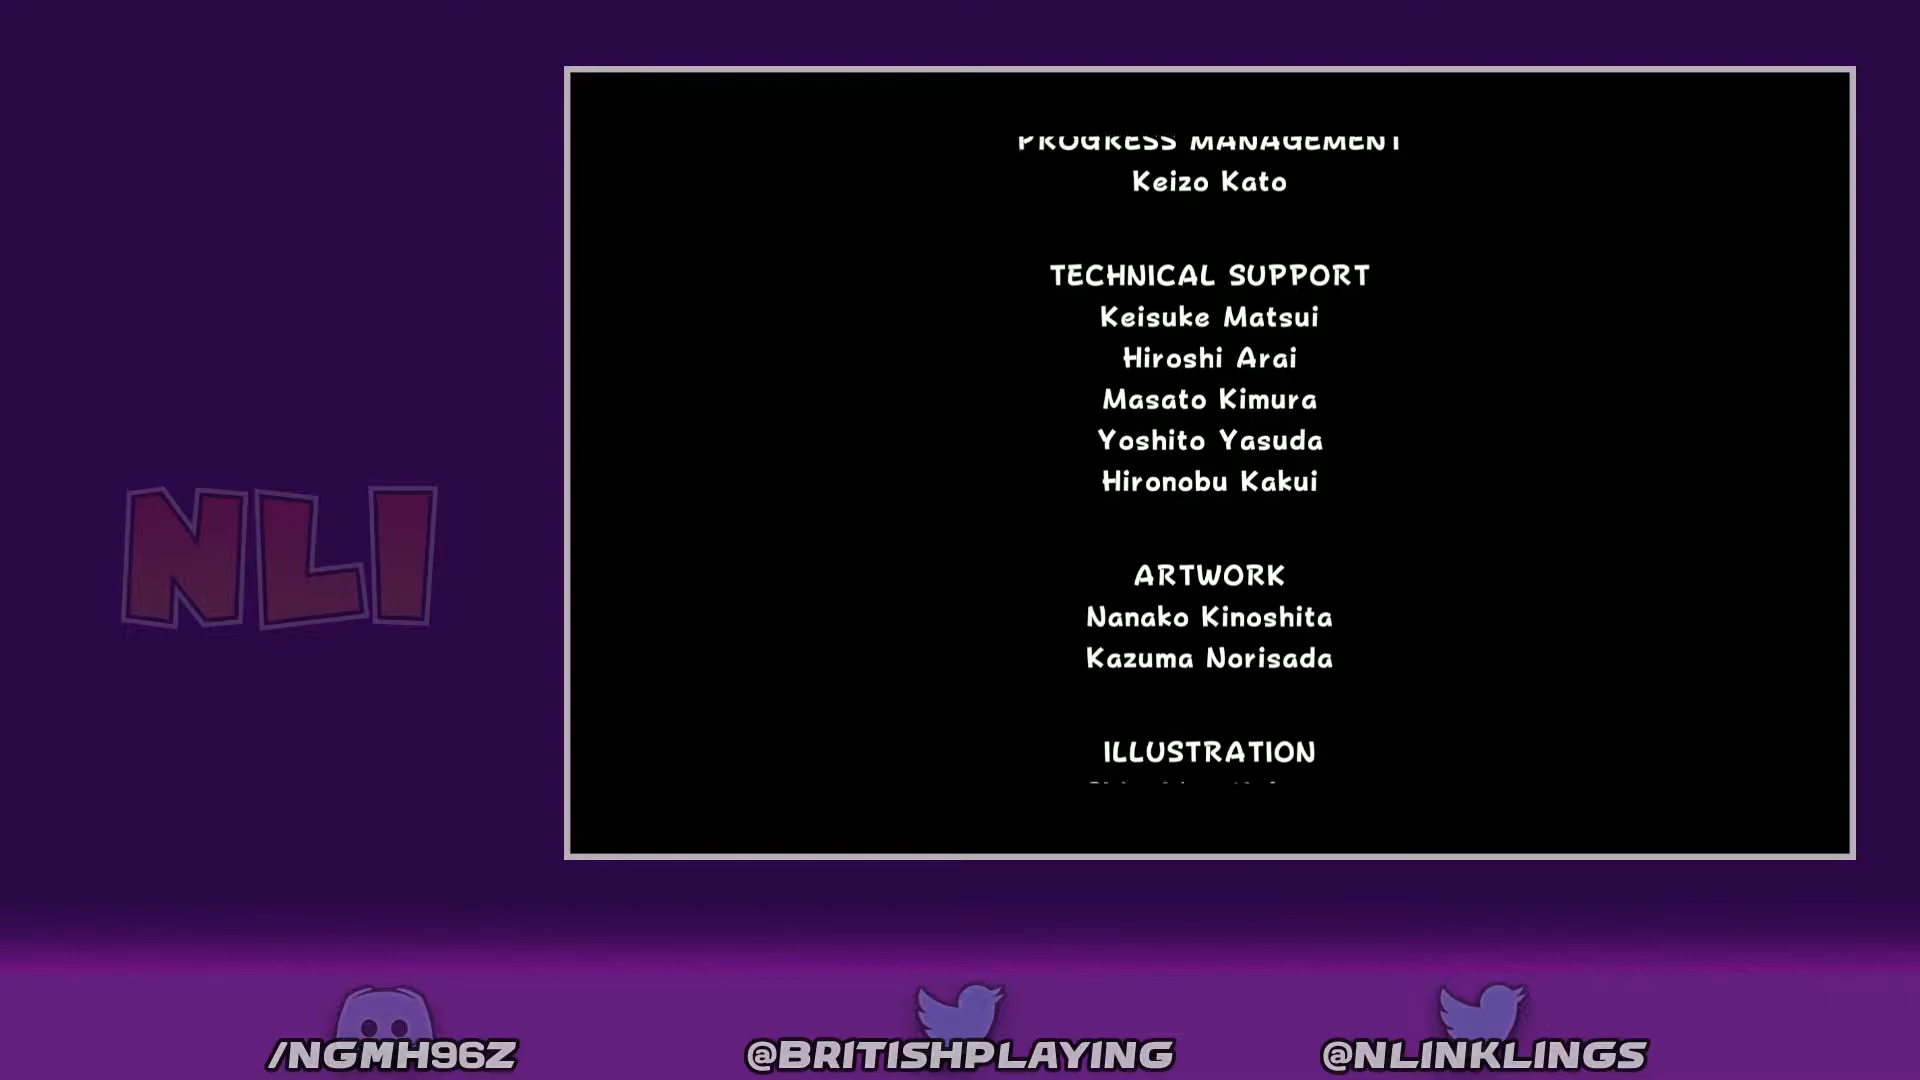 PROGRESS MANAGEMENT
Keizo Kato
TECHNICAL SUPPORT
Keisuke Matsui
Hiroshi Arai
Masato Kimura
Yoshito Yasuda
Hironobu Kakui
ARTWORK
Nanako Kinoshita
Kazuma Norisada
ILLUSTRATION
NLI
/NGMH96Z
@BRITISHPLAYING
@NLINKLINGS